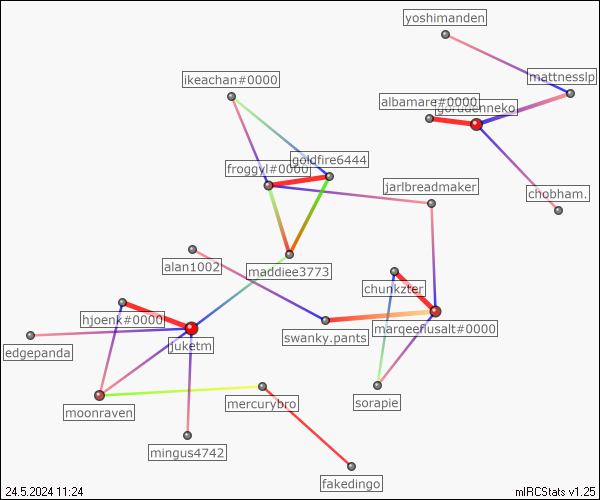 yoshimanden
ikeachan#0000
mattnesslp
albamare#0000
gorudenneko
goldfire6444
froggyl#0000
jarlbreadmaker
chobham.
alan1002
maddiee3773
chunkzter
hjoenk#0000
swanky.pants
marqeefiusalt#0000
edgepanda
juketm
moonraven
mercurybro
sorapie
mingus4742
fakedingo
24.5.2024 11:24
mIRCStats v1.25